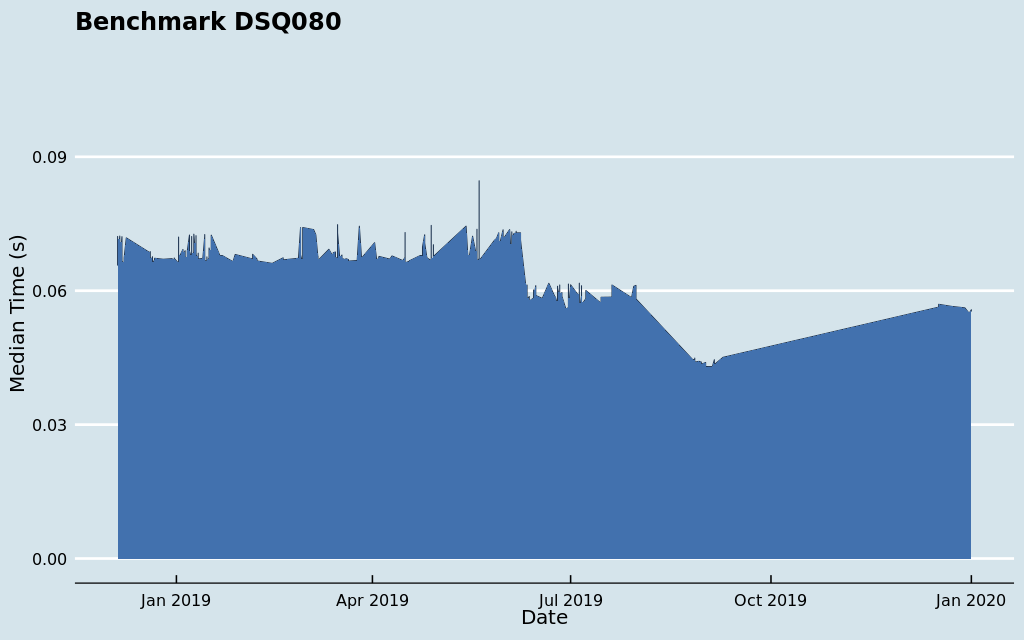 Benchmark DSQ080
Median Time (s)
0.09
0.06
0.03
0.00
Jan 2019
Apr 2019
Jul 2019
Oct 2019
Jan 2020
Date